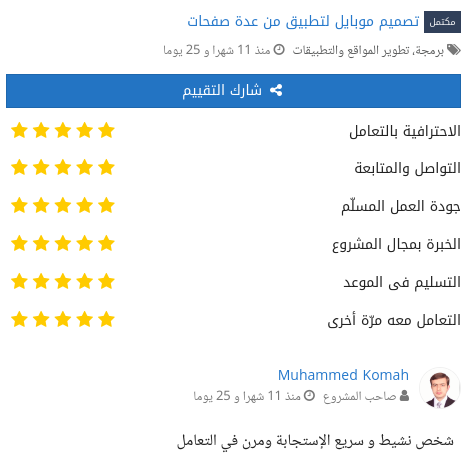 مكتمل تصميم موبايل لتطبيق من عدة صفحات
برمجة، تطوير المواقع والتطبيقات منذ 11 شهرا و 25 يوما
شارك التقييم
الاحترافية بالتعامل
التواصل والمتابعة
جودة العمل المسلّم
الخبرة بمجال المشروع
التسليم فى الموعد
التعامل معه مرّة أخرى
Muhammed Komah
صاحب المشروع منذ 11 شهرا و 25 يوما
شخص نشيط و سريع الإستجابة ومرن في التعامل